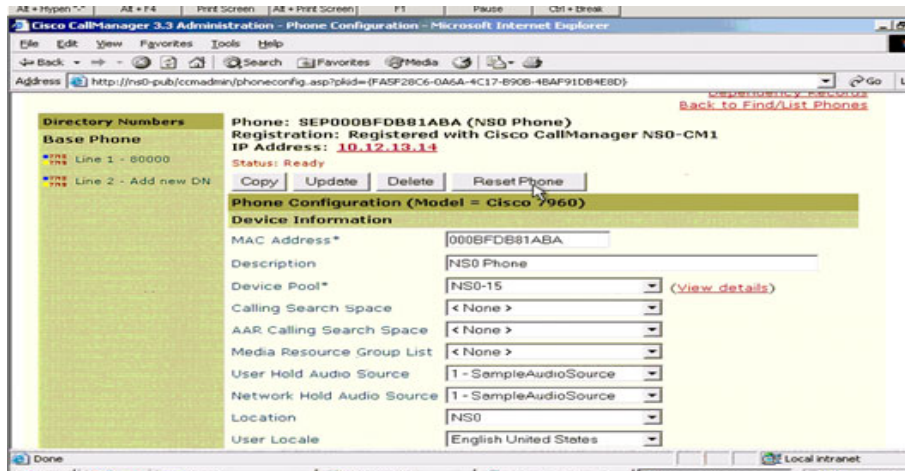 Alt + Hypen "-" Alt + F4 Print Screen Alt + Print Screen F1 Pause Ctrl + Break
Cisco CallManager 3.3 Administration - Phone Configuration - Microsoft Internet Explorer
File Edit View Favorites Tools Help
Back Search Favorites Media
Address http://ns0-pub/ccmadmin/phoneconfig.asp?pkid={FA5F28C6-0A6A-4C17-B90B-4BAF91DB4E8D} Go
Dependency Records
Back to Find/List Phones
Directory Numbers
Base Phone
Line 1 - 80000
Line 2 - Add new DN
Phone: SEP000BFDB81ABA (NS0 Phone)
Registration: Registered with Cisco CallManager NS0-CM1
IP Address: 10.12.13.14
Status: Ready
Copy Update Delete Reset Phone
Phone Configuration (Model = Cisco 7960)
Device Information
MAC Address* 000BFDB81ABA
Description NS0 Phone
Device Pool* NS0-15 (View details)
Calling Search Space < None >
AAR Calling Search Space < None >
Media Resource Group List < None >
User Hold Audio Source 1 - SampleAudioSource
Network Hold Audio Source 1 - SampleAudioSource
Location NS0
User Locale English United States
Done Local intranet